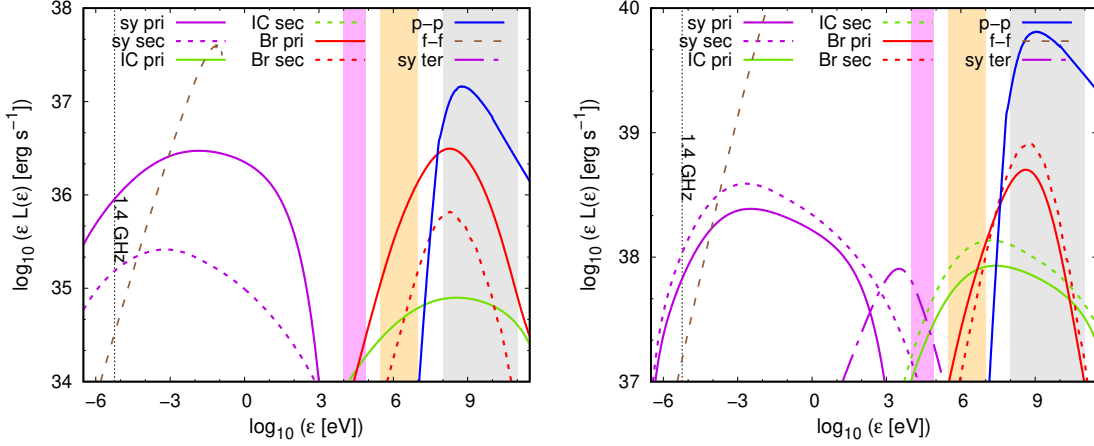 38
37
36
35
34
−6
−3
0
3
6
9
log10 (ε L(ε) [erg s−1])
log10 (ε [eV])
1.4 GHz
sy pri
sy sec
IC pri
IC sec
Br pri
Br sec
p−p
f−f
sy ter
40
39
38
37
−6
−3
0
3
6
9
log10 (ε L(ε) [erg s−1])
log10 (ε [eV])
1.4 GHz
sy pri
sy sec
IC pri
IC sec
Br pri
Br sec
p−p
f−f
sy ter